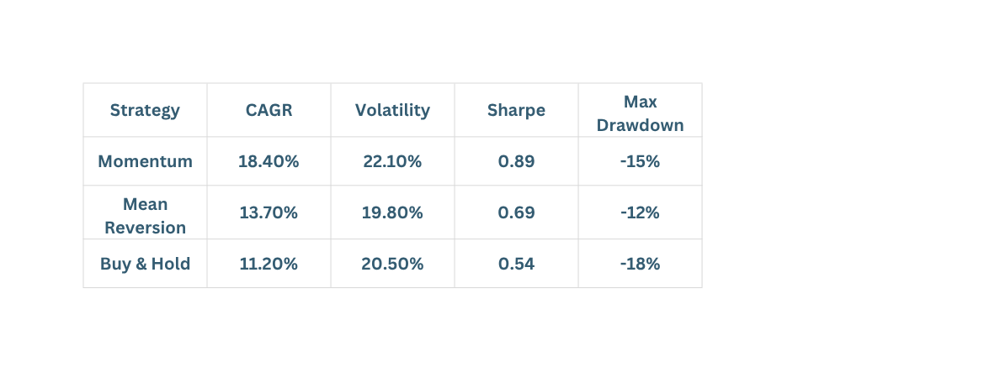 Strategy CAGR Volatility Sharpe Max Drawdown
Momentum 18.40% 22.10% 0.89 -15%
Mean Reversion 13.70% 19.80% 0.69 -12%
Buy & Hold 11.20% 20.50% 0.54 -18%